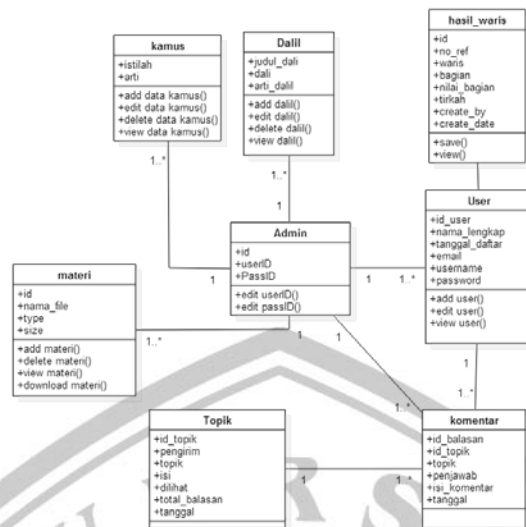 kamus
+istilah
+arti
+add data kamus()
+edit data kamus()
+delete data kamus()
+view data kamus()
1..*
Dalil
+judul_dali
+dali
+arti_dalil
+add dalil()
+edit dalil()
+delete dalil()
+view dalil()
1..*
1
hasil_waris
+id
+no_ref
+waris
+bagian
+nilai_bagian
+tirkah
+create_by
+create_date
+save()
+view()
Admin
+id
+userID
+PassID
+edit userID()
+edit passID()
1
1
1..*
1
1
User
+id_user
+nama_lengkap
+tanggal_daftar
+email
+username
+password
+add user()
+edit user()
+view user()
1
1..*
materi
+id
+nama_file
+type
+size
+add materi()
+delete materi()
+view materi()
+download materi()
1..*
Topik
+id_topik
+pengirim
+topik
+isi
+dilihat
+total_balasan
+tanggal
1
1..*
1..*
komentar
+id_balasan
+id_topik
+topik
+penjawab
+isi_komentar
+tanggal